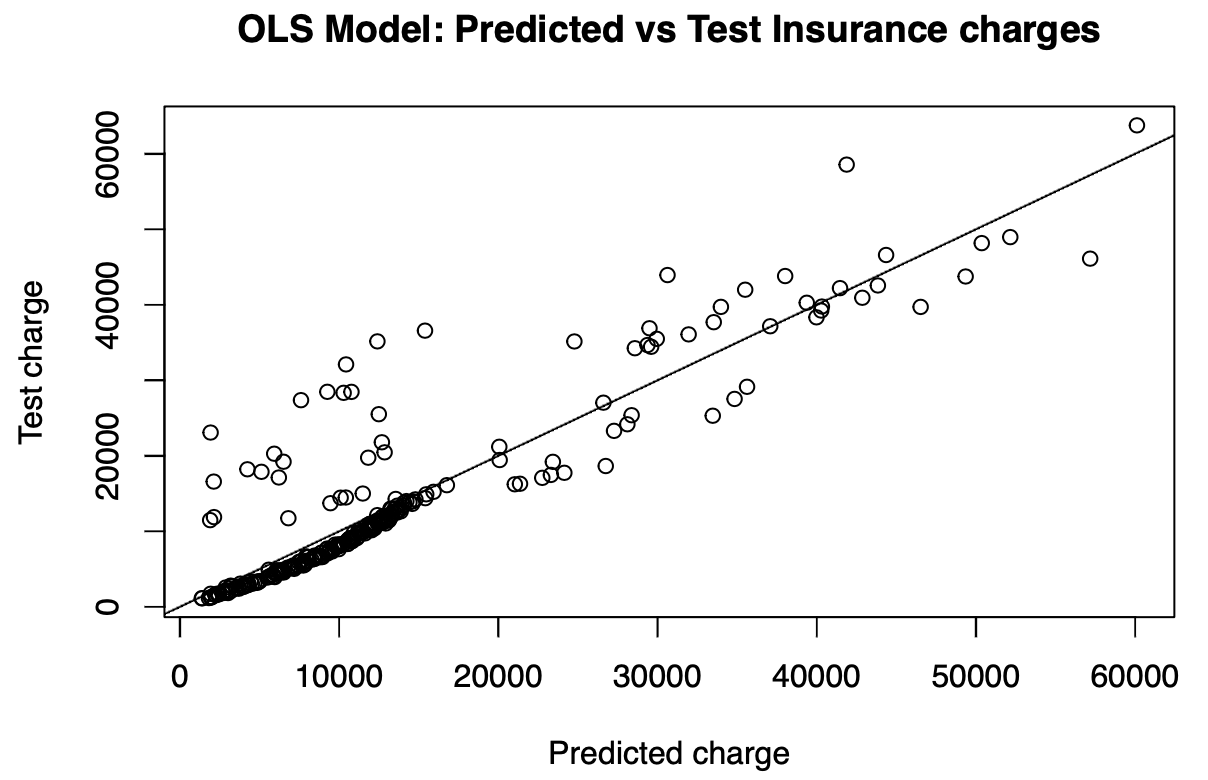 OLS Model: Predicted vs Test Insurance charges
Test charge
60000
40000
20000
0
0 10000 20000 30000 40000 50000 60000
Predicted charge